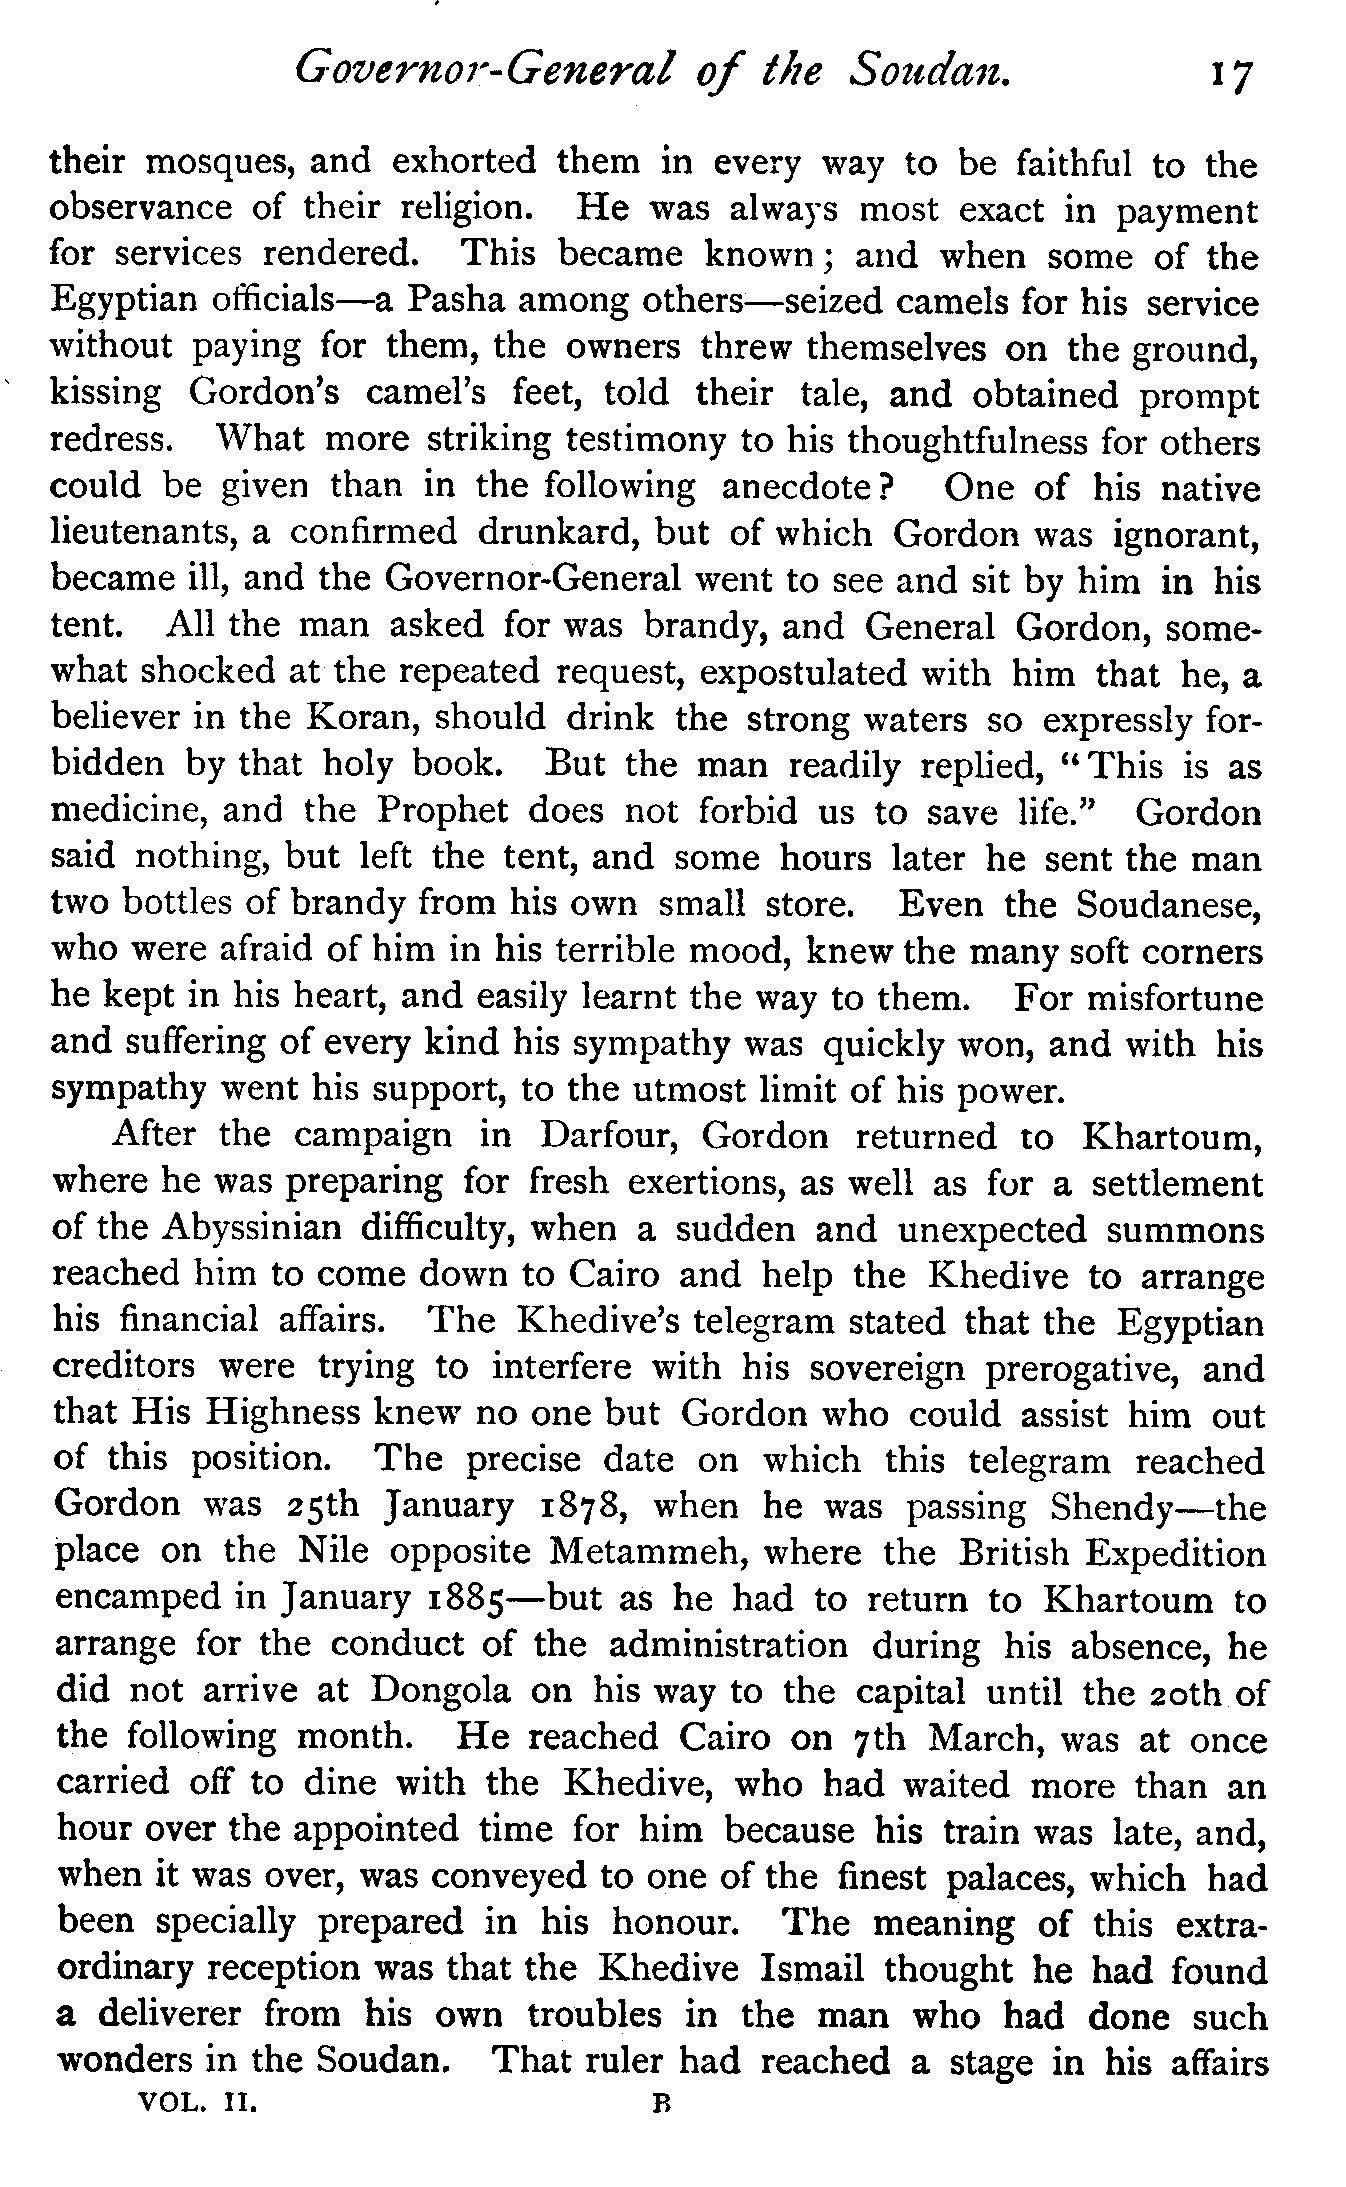 Governor-General of the Soudan. 17
their mosques, and exhorted them in every way to be faithful to the
observance of their religion. He was always most exact in payment
for services rendered. This became known; and when some of the
Egyptian officials—a Pasha among others—seized camels for his service
without paying for them, the owners threw themselves on the ground,
kissing Gordon's camel's feet, told their tale, and obtained prompt
redress. What more striking testimony to his thoughtfulness for others
could be given than in the following anecdote? One of his native
lieutenants, a confirmed drunkard, but of which Gordon was ignorant,
became ill, and the Governor-General went to see and sit by him in his
tent. All the man asked for was brandy, and General Gordon, some-
what shocked at the repeated request, expostulated with him that he, a
believer in the Koran, should drink the strong waters so expressly for-
bidden by that holy book. But the man readily replied, "This is as
medicine, and the Prophet does not forbid us to save life." Gordon
said nothing, but left the tent, and some hours later he sent the man
two bottles of brandy from his own small store. Even the Soudanese,
who were afraid of him in his terrible mood, knew the many soft corners
he kept in his heart, and easily learnt the way to them. For misfortune
and suffering of every kind his sympathy was quickly won, and with his
sympathy went his support, to the utmost limit of his power.
After the campaign in Darfour, Gordon returned to Khartoum,
where he was preparing for fresh exertions, as well as for a settlement
of the Abyssinian difficulty, when a sudden and unexpected summons
reached him to come down to Cairo and help the Khedive to arrange
his financial affairs. The Khedive's telegram stated that the Egyptian
creditors were trying to interfere with his sovereign prerogative, and
that His Highness knew no one but Gordon who could assist him out
of this position. The precise date on which this telegram reached
Gordon was 25th January 1878, when he was passing Shendy—the
place on the Nile opposite Metammeh, where the British Expedition
encamped in January 1885—but as he had to return to Khartoum to
arrange for the conduct of the administration during his absence, he
did not arrive at Dongola on his way to the capital until the 20th of
the following month. He reached Cairo on 7th March, was at once
carried off to dine with the Khedive, who had waited more than an
hour over the appointed time for him because his train was late, and,
when it was over, was conveyed to one of the finest palaces, which had
been specially prepared in his honour. The meaning of this extra-
ordinary reception was that the Khedive Ismail thought he had found
a deliverer from his own troubles in the man who had done such
wonders in the Soudan. That ruler had reached a stage in his affairs
VOL. II. B